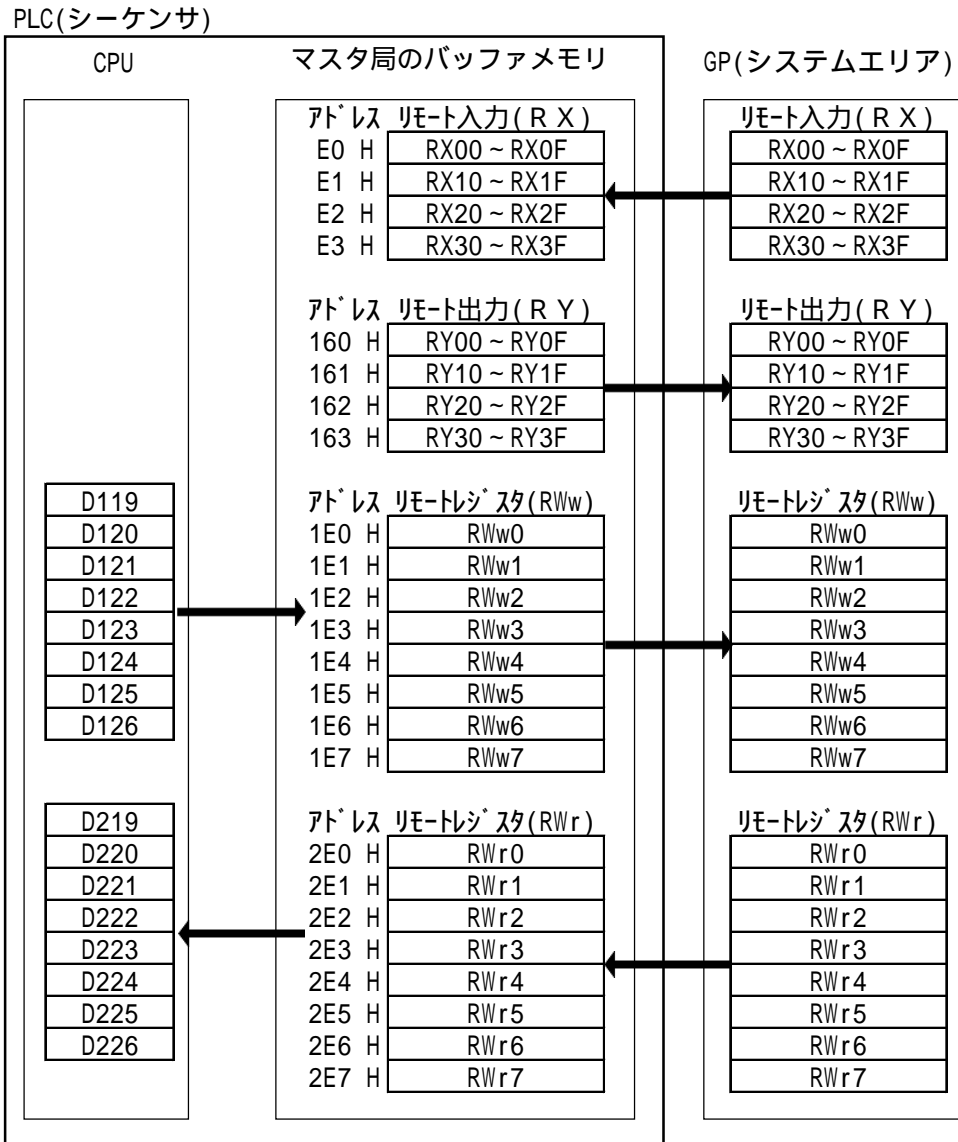 PLC(シーケンサ)
CPU
マスタ局のバッファメモリ
GP(システムエリア)
ｱﾄﾞﾚｽ ﾘﾓｰﾄ入力(ＲＸ)
E0 H RX00～RX0F
E1 H RX10～RX1F
E2 H RX20～RX2F
E3 H RX30～RX3F
ﾘﾓｰﾄ入力(ＲＸ)
RX00～RX0F
RX10～RX1F
RX20～RX2F
RX30～RX3F
ｱﾄﾞﾚｽ ﾘﾓｰﾄ出力(ＲＹ)
160 H RY00～RY0F
161 H RY10～RY1F
162 H RY20～RY2F
163 H RY30～RY3F
ﾘﾓｰﾄ出力(ＲＹ)
RY00～RY0F
RY10～RY1F
RY20～RY2F
RY30～RY3F
D119
D120
D121
D122
D123
D124
D125
D126
ｱﾄﾞﾚｽ ﾘﾓｰﾄﾚｼﾞｽﾀ(RWw)
1E0 H RWw0
1E1 H RWw1
1E2 H RWw2
1E3 H RWw3
1E4 H RWw4
1E5 H RWw5
1E6 H RWw6
1E7 H RWw7
ﾘﾓｰﾄﾚｼﾞｽﾀ(RWw)
RWw0
RWw1
RWw2
RWw3
RWw4
RWw5
RWw6
RWw7
D219
D220
D221
D222
D223
D224
D225
D226
ｱﾄﾞﾚｽ ﾘﾓｰﾄﾚｼﾞｽﾀ(RWr)
2E0 H RWr0
2E1 H RWr1
2E2 H RWr2
2E3 H RWr3
2E4 H RWr4
2E5 H RWr5
2E6 H RWr6
2E7 H RWr7
ﾘﾓｰﾄﾚｼﾞｽﾀ(RWr)
RWr0
RWr1
RWr2
RWr3
RWr4
RWr5
RWr6
RWr7